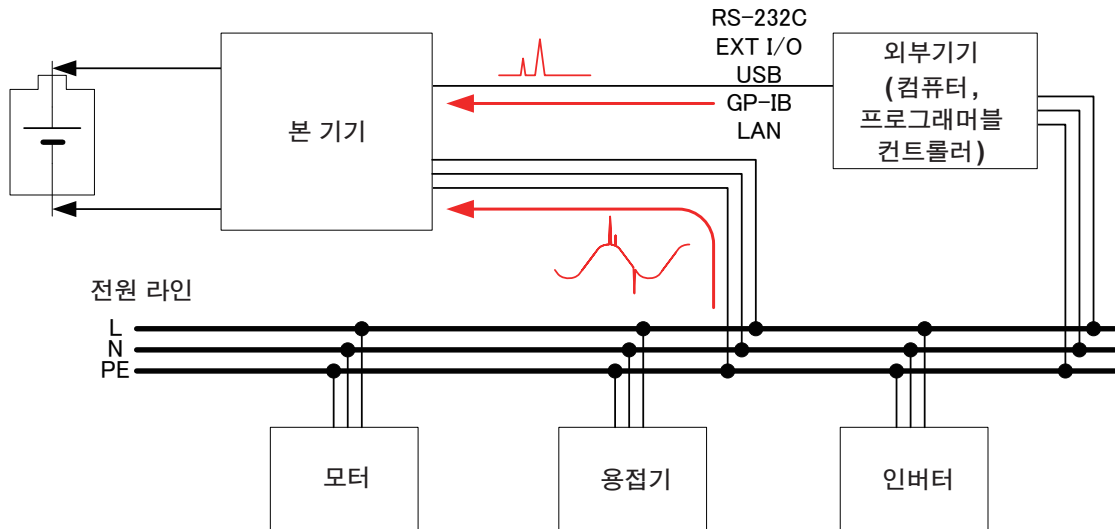 RS-232C
EXT I/O
USB
GP-IB
LAN
본 기기
외부기기
(컴퓨터,
프로그래머블
컨트롤러)
전원 라인
L
N
PE
모터
용접기
인버터